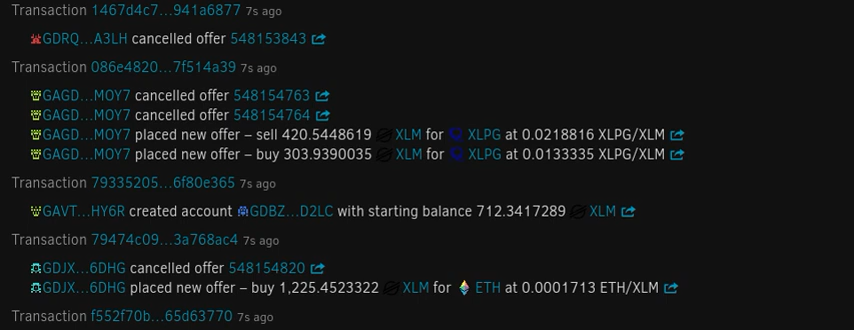 Transaction 1467d4c7...941a6877 7s ago
GDRQ...A3LH cancelled offer 548153843
Transaction 086e4820...7f514a39 7s ago
GAGD...MOY7 cancelled offer 548154763
GAGD...MOY7 cancelled offer 548154764
GAGD...MOY7 placed new offer – sell 420.5448619 XLM for XLPG at 0.0218816 XLPG/XLM
GAGD...MOY7 placed new offer – buy 303.9390035 XLM for XLPG at 0.0133335 XLPG/XLM
Transaction 79335205...6f80e365 7s ago
GAVT...HY6R created account GDBZ...D2LC with starting balance 712.3417289 XLM
Transaction 79474c09...3a768ac4 7s ago
GDJX...6DHG cancelled offer 548154820
GDJX...6DHG placed new offer – buy 1,225.4523322 XLM for ETH at 0.0001713 ETH/XLM
Transaction f552f70b...65d63770 7s ago